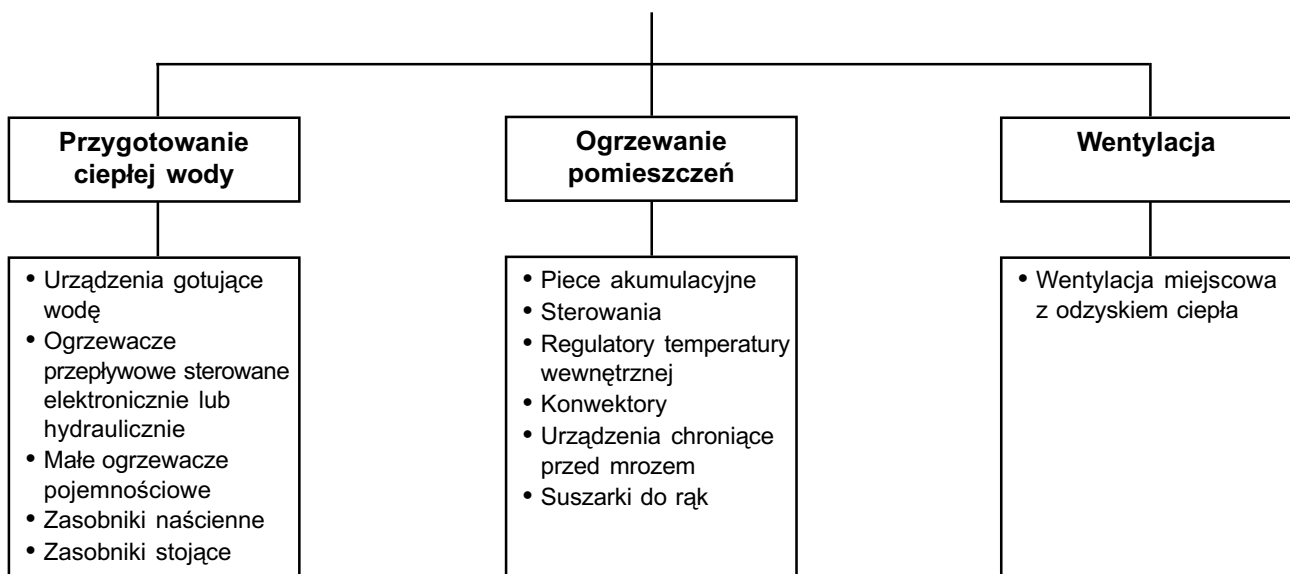 Przygotowanie
ciepłej wody
Ogrzewanie
pomieszczeń
Wentylacja
• Urządzenia gotujące
wodę
• Ogrzewacze
przepływowe sterowane
elektronicznie lub
hydraulicznie
• Małe ogrzewacze
pojemnościowe
• Zasobniki naścienne
• Zasobniki stojące
• Piece akumulacyjne
• Sterowania
• Regulatory temperatury
wewnętrznej
• Konwektory
• Urządzenia chroniące
przed mrozem
• Suszarki do rąk
• Wentylacja miejscowa
z odzyskiem ciepła